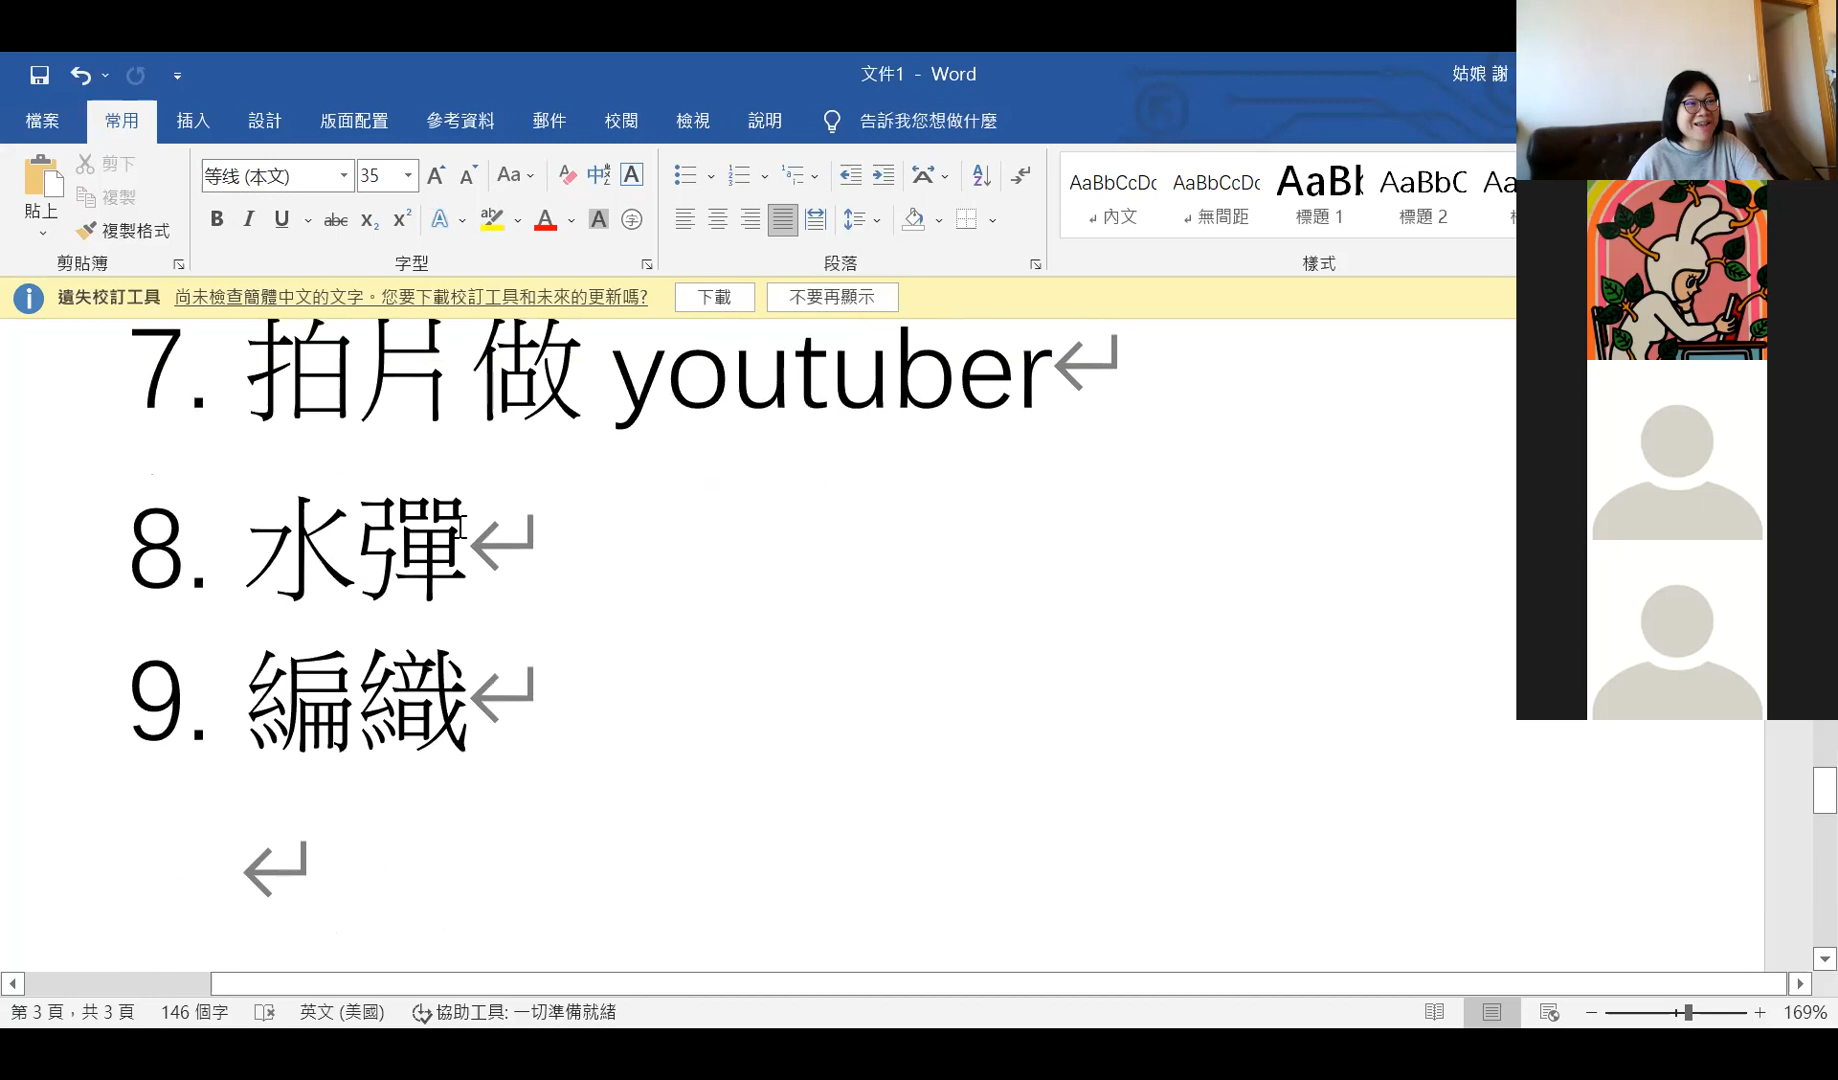 文件1 - Word
姑娘 謝
檔案 常用 插入 設計 版面配置 參考資料 郵件 校閱 檢視 說明 告訴我您想做什麼
貼上
剪下
複製
複製格式
剪貼簿
等线 (本文) 35
字型
段落
AaBbCcDc AaBbCcDc AaBb AaBbC
內文 無間距 標題 1 標題 2
樣式
遺失校訂工具 尚未檢查簡體中文的文字。您要下載校訂工具和未來的更新嗎? 下載 不要再顯示
7. 拍片做 youtuber
8. 水彈
9. 編織
第 3 頁，共 3 頁 146 個字 英文 (美國) 協助工具: 一切準備就緒 169%